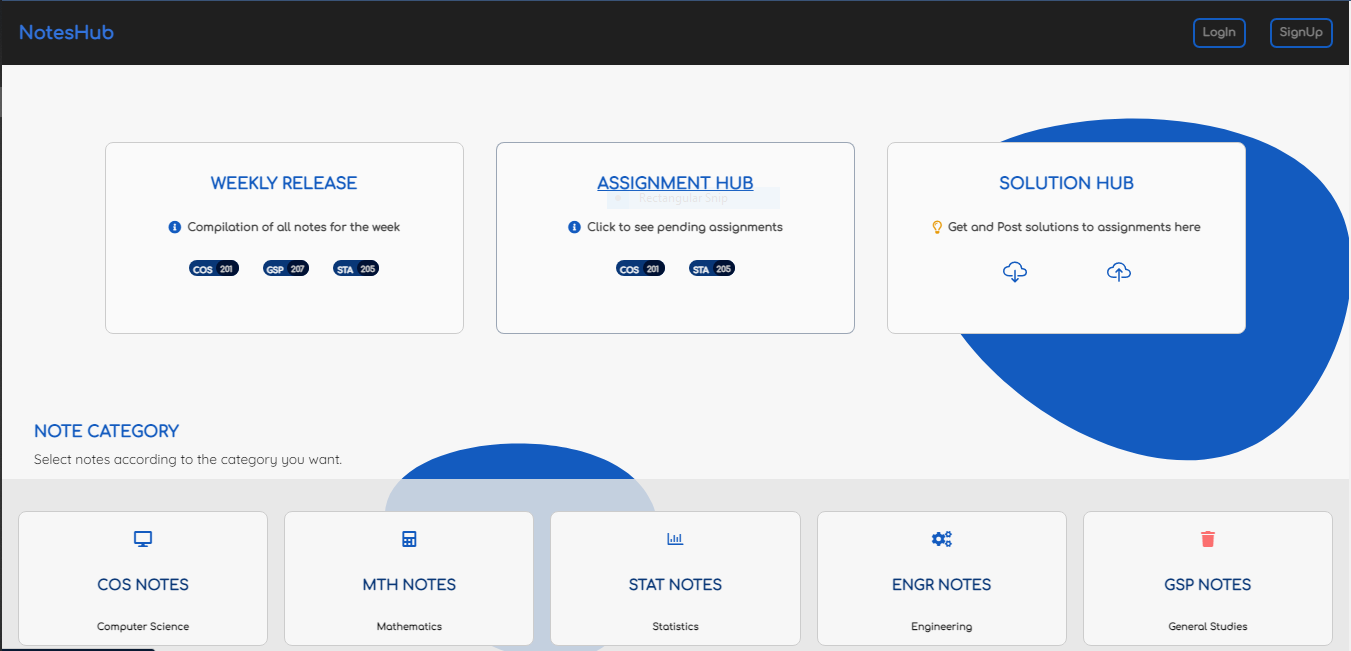 NotesHub
LogIn
SignUp
WEEKLY RELEASE
Compilation of all notes for the week
COS 201
GSP 207
STA 205
ASSIGNMENT HUB
Rectangular Snip
Click to see pending assignments
COS 201
STA 205
SOLUTION HUB
Get and Post solutions to assignments here
NOTE CATEGORY
Select notes according to the category you want.
COS NOTES
Computer Science
MTH NOTES
Mathematics
STAT NOTES
Statistics
ENGR NOTES
Engineering
GSP NOTES
General Studies